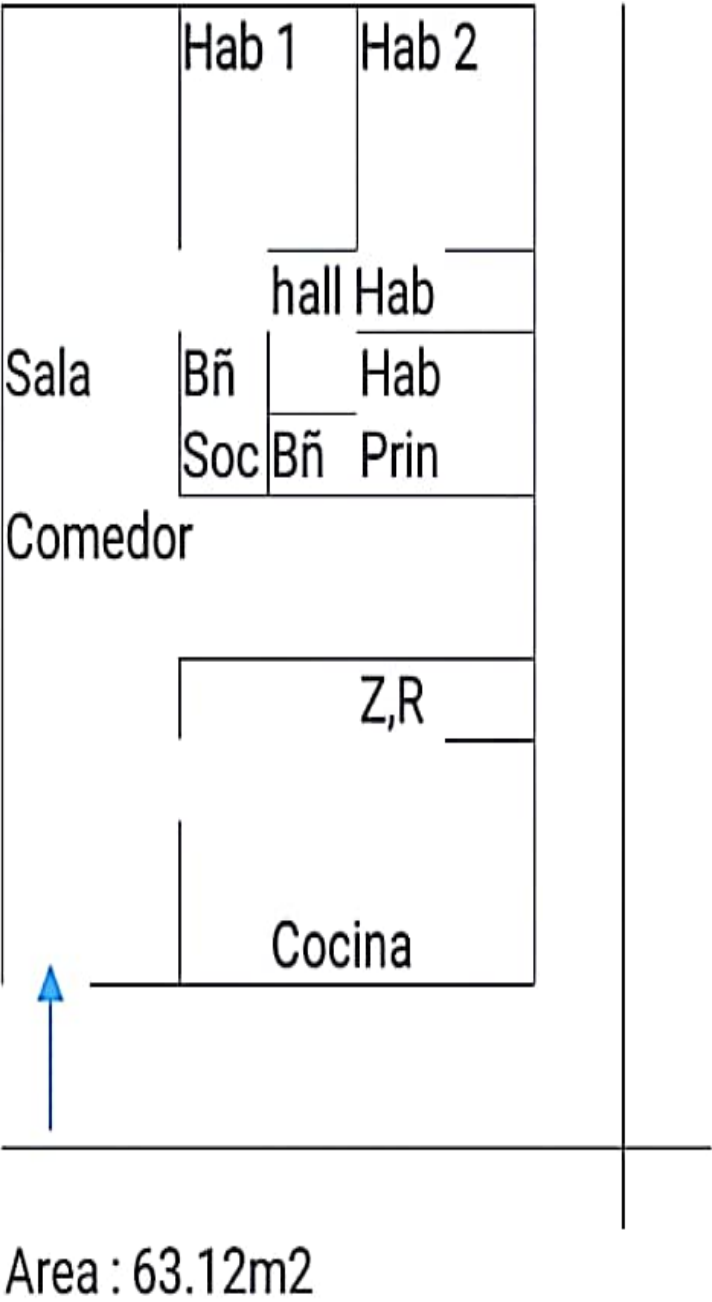 Hab 1 Hab 2
hall Hab
Sala Bñ Hab
Soc Bñ Prin
Comedor
Z,R
Cocina
Area : 63.12m2